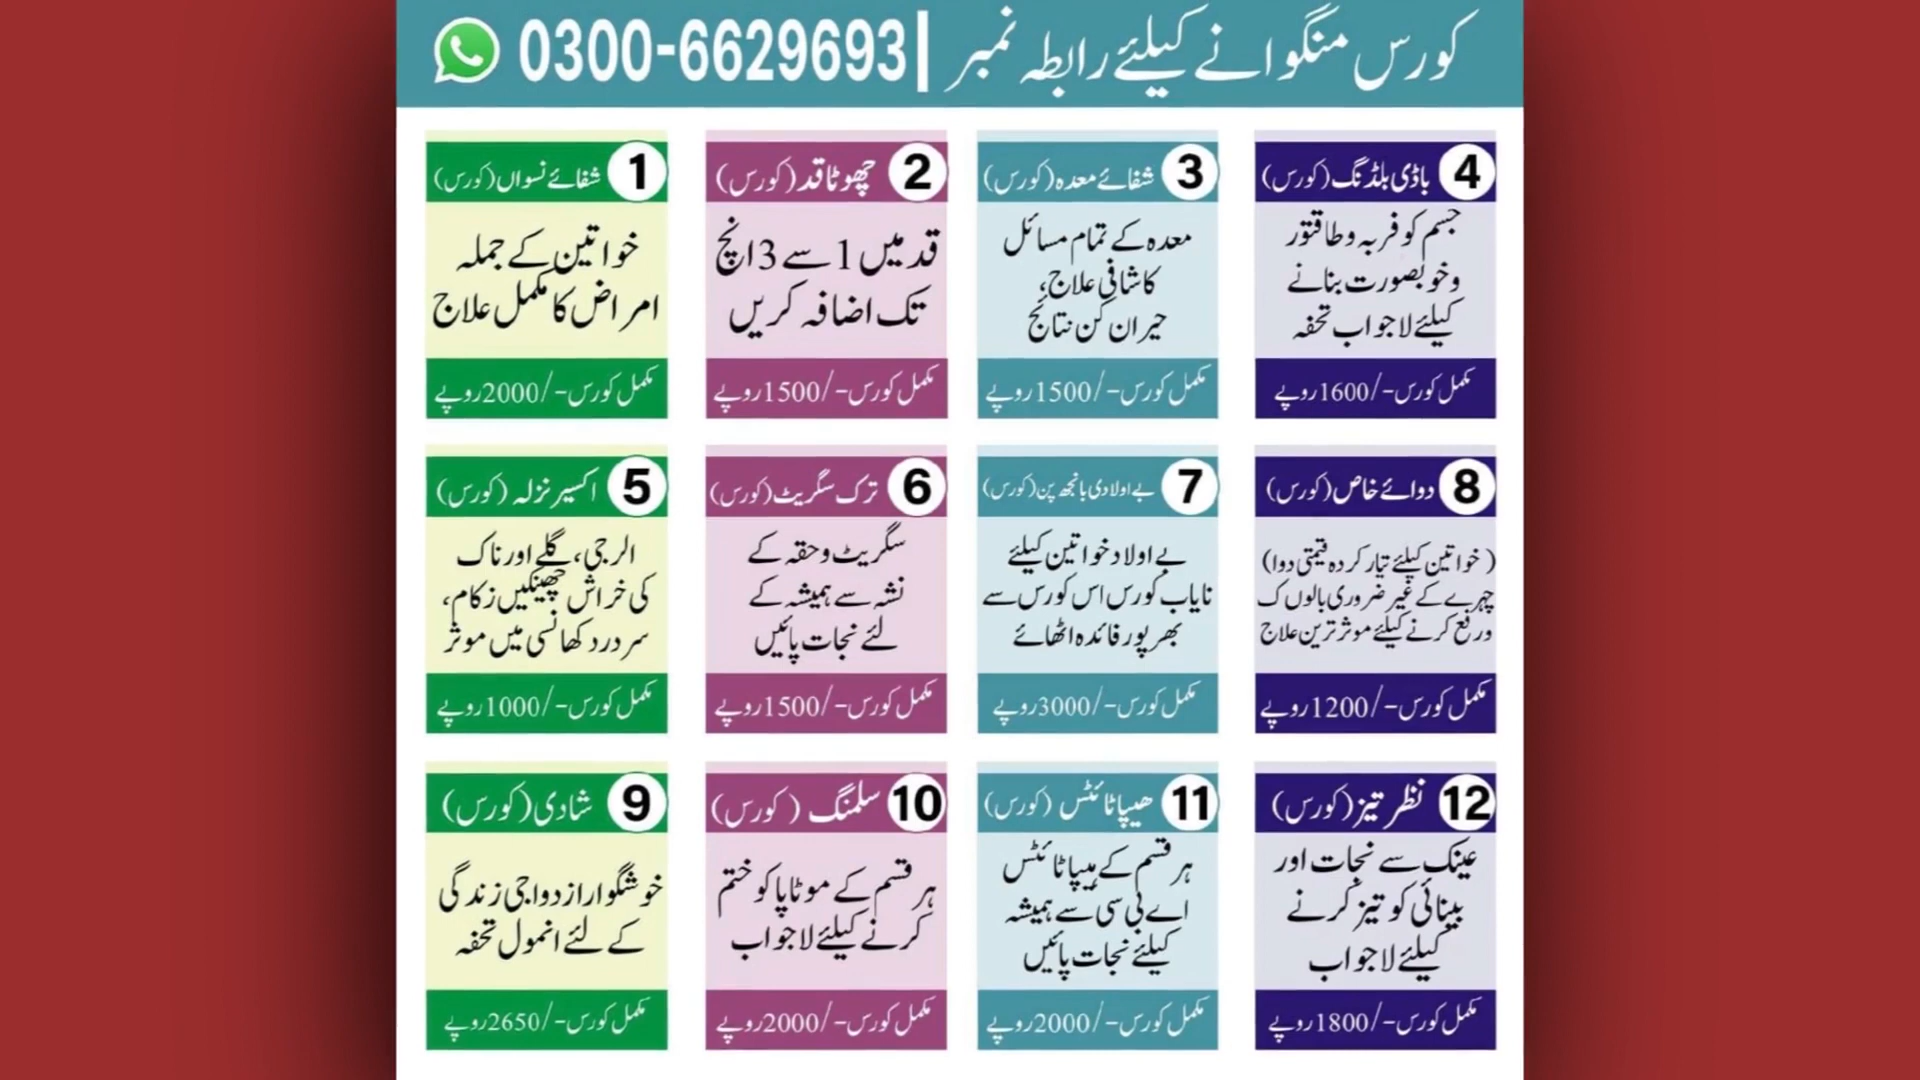 کورس منگوانے کیلئے رابطہ نمبر | 0300-6629693
1 شفائے نسواں (کورس)
خواتین کے جملہ
امراض کا مکمل علاج
مکمل کورس -/2000 روپے
2 چھوٹا قد (کورس)
قد میں 1 سے 3 انچ
تک اضافہ کریں
مکمل کورس -/1500 روپے
3 شفائے معدہ (کورس)
معدہ کے تمام مسائل
کا شافی علاج،
حیران کن نتائج
مکمل کورس -/1500 روپے
4 باڈی بلڈنگ (کورس)
جسم کو فربہ و طاقتور
و خوبصورت بنانے
کیلئے لاجواب تحفہ
مکمل کورس -/1600 روپے
5 اکسیر نزلہ (کورس)
الرجی، گلے اور ناک
کی خراش چھینکیں زکام،
سر درد کھانسی میں موثر
مکمل کورس -/1000 روپے
6 ترک سگریٹ (کورس)
سگریٹ و حقہ کے
نشہ سے ہمیشہ کے
لئے نجات پائیں
مکمل کورس -/1500 روپے
7 بے اولادی بانجھ پن (کورس)
بے اولاد خواتین کیلئے
نایاب کورس اس کورس سے
بھرپور فائدہ اٹھائے
مکمل کورس -/3000 روپے
8 دوائے خاص (کورس)
( خواتین کیلئے تیار کردہ قیمتی دوا)
چہرے کے غیر ضروری بالوں ک
ورفع کرنے کیلئے موثر ترین علاج
مکمل کورس -/1200 روپے
9 شادی (کورس)
خوشگوار ازدواجی زندگی
کے لئے انمول تحفہ
مکمل کورس -/2650 روپے
10 سلمنگ ( کورس)
ہر قسم کے موٹاپا کو ختم
کرنے کیلئے لاجواب
مکمل کورس -/2000 روپے
11 ھیپاٹائٹس (کورس)
ہر قسم کے ہیپاٹائٹس
اے بی سی سے ہمیشہ
کیلئے نجات پائیں
مکمل کورس -/2000 روپے
12 نظر تیز (کورس)
عینک سے نجات اور
بینائی کو تیز کرنے
کیلئے لاجواب
مکمل کورس -/1800 روپے